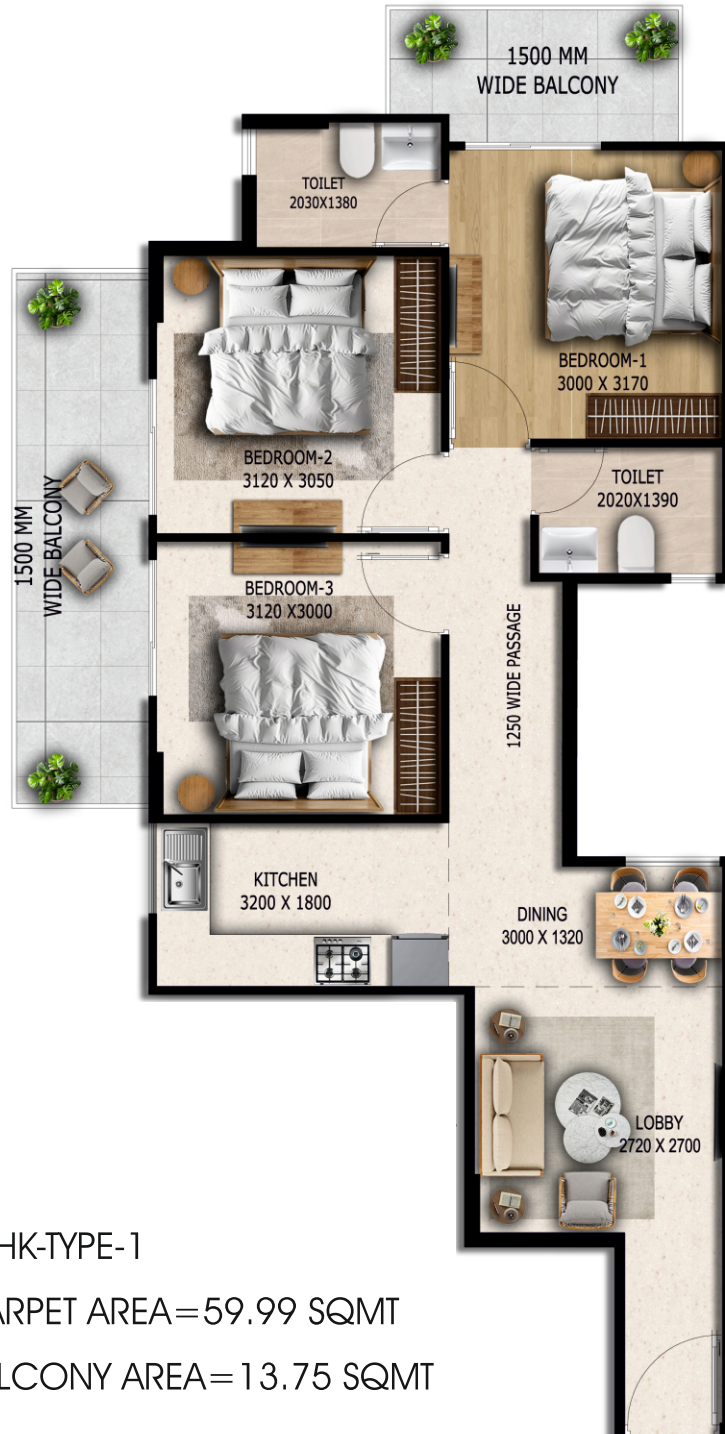 1500 MM
WIDE BALCONY
TOILET
2030X1380
BEDROOM-1
3000 X 3170
BEDROOM-2
3120 X 3050
TOILET
2020X1390
1500 MM
WIDE BALCONY
BEDROOM-3
3120 X3000
1250 WIDE PASSAGE
KITCHEN
3200 X 1800
DINING
3000 X 1320
LOBBY
2720 X 2700
HK-TYPE-1
ARPET AREA=59.99 SQMT
ALCONY AREA=13.75 SQMT